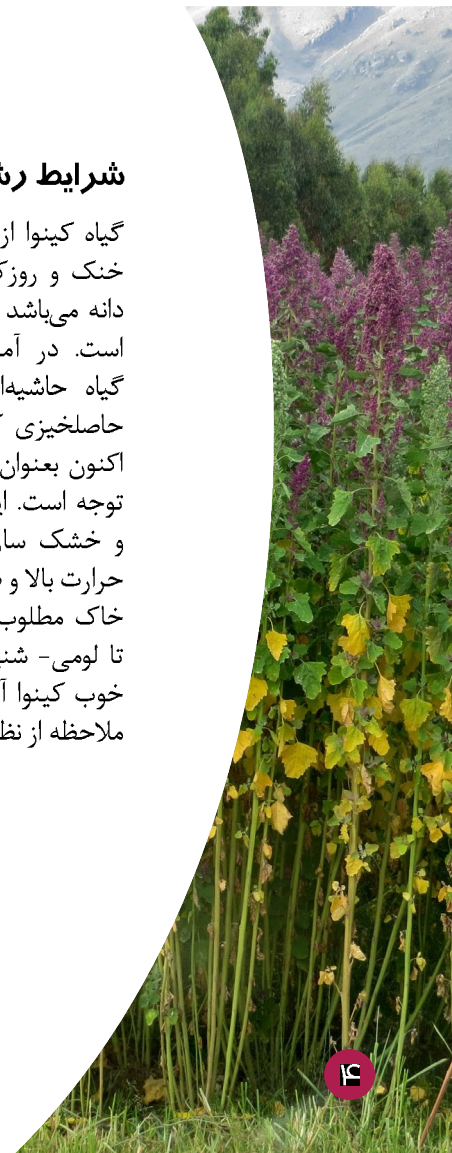 شرایط رش
گیاه کینوا از
خنک و روزک
دانه می‌باشد
است. در آم
گیاه حاشیه‌ا
حاصلخیزی ک
اکنون بعنوان
توجه است. ای
و خشک سا
حرارت بالا و
خاک مطلوب
تا لومی- شن
خوب کینوا آ
ملاحظه از نظ
۴